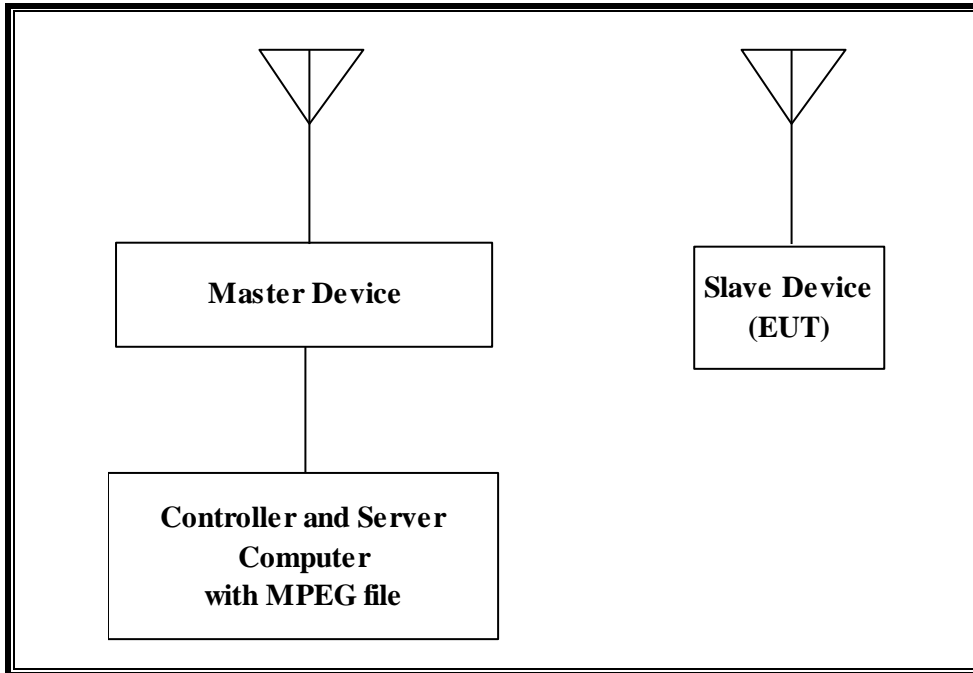 Master Device
Slave Device
(EUT)
Controller and Server
Computer
with MPEG file